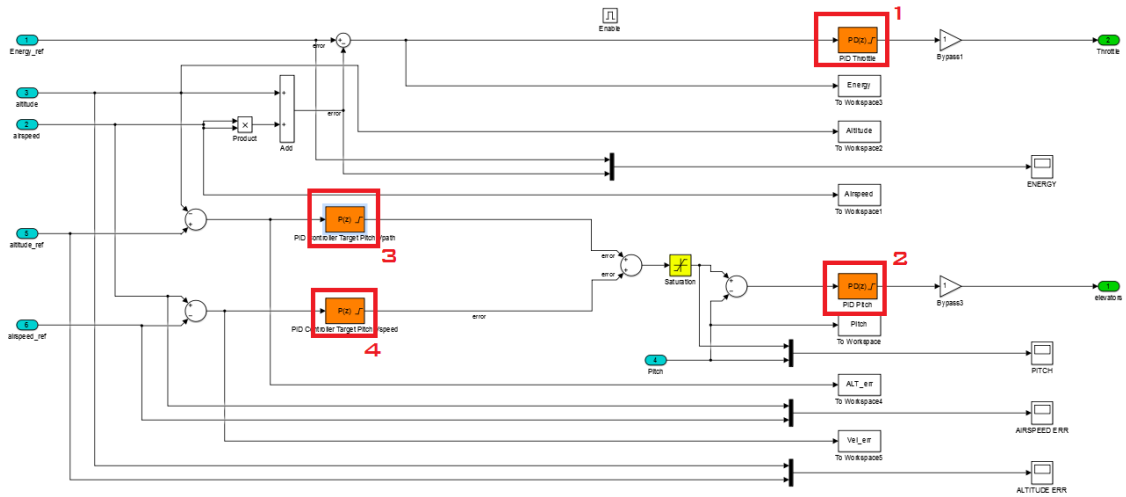 1
Enable
1
Energy_ref
error
error
PID(z)
PID Throttle
1
Bypass1
2
Throttle
3
altitude
Energy
To Workspace3
2
airspeed
×
Product
+
+
Add
error
Altitude
To Workspace2
ENERGY
Airspeed
To Workspace1
5
altitude_ref
P(z)
PID Controller Target Pitch Vpath
3
error
error
Saturation
2
PID(z)
PID Pitch
1
Bypass3
1
elevators
6
airspeed_ref
P(z)
PID Controller Target Pitch Vspeed
error
4
Pitch
To Workspace
4
Pitch
PITCH
ALT_err
To Workspace4
AIRSPEED ERR
Vel_err
To Workspace5
ALTITUDE ERR